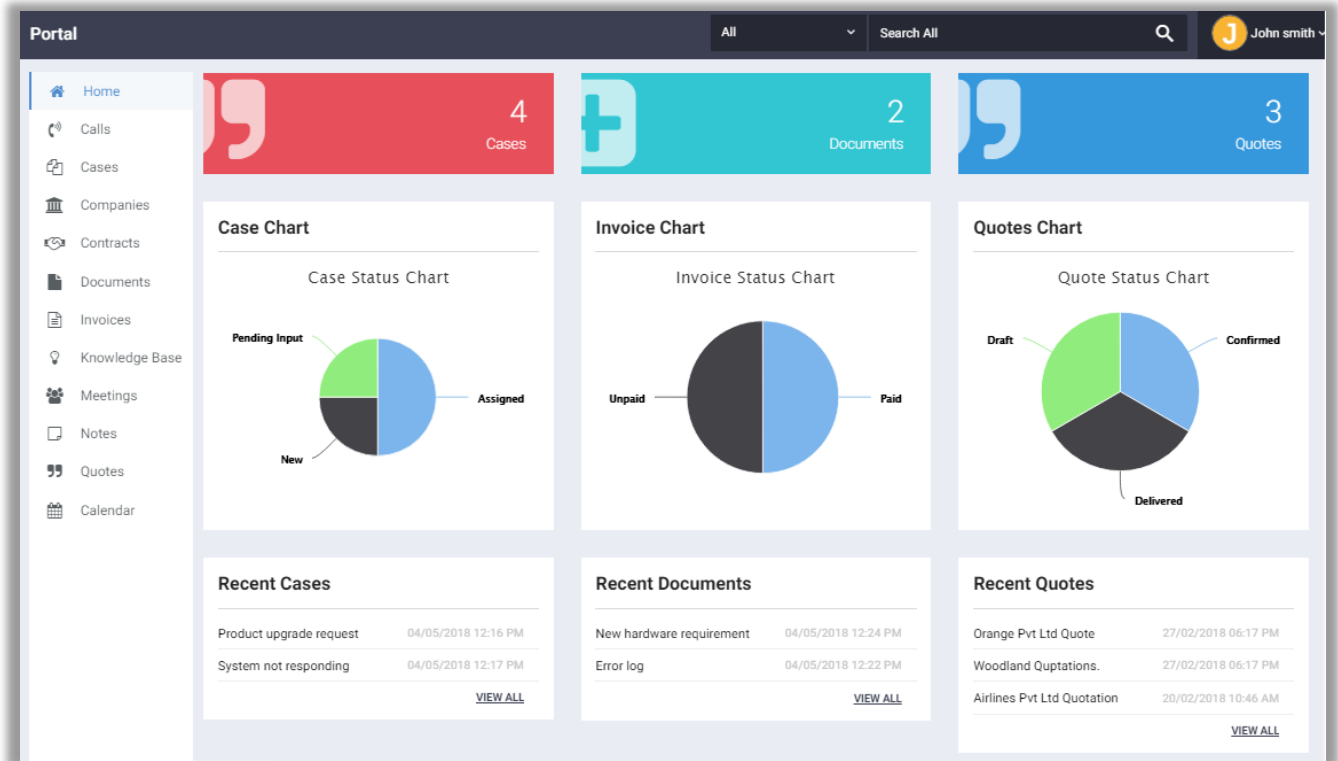 Portal
All
Search All
J
John smith
Home
Calls
Cases
Companies
Contracts
Documents
Invoices
Knowledge Base
Meetings
Notes
Quotes
Calendar
4
Cases
2
Documents
3
Quotes
Case Chart
Case Status Chart
Pending Input
Assigned
New
Invoice Chart
Invoice Status Chart
Unpaid
Paid
Quotes Chart
Quote Status Chart
Draft
Confirmed
Delivered
Recent Cases
Product upgrade request 04/05/2018 12:16 PM
System not responding 04/05/2018 12:17 PM
VIEW ALL
Recent Documents
New hardware requirement 04/05/2018 12:24 PM
Error log 04/05/2018 12:22 PM
VIEW ALL
Recent Quotes
Orange Pvt Ltd Quote 27/02/2018 06:17 PM
Woodland Quptations. 27/02/2018 06:17 PM
Airlines Pvt Ltd Quotation 20/02/2018 10:46 AM
VIEW ALL